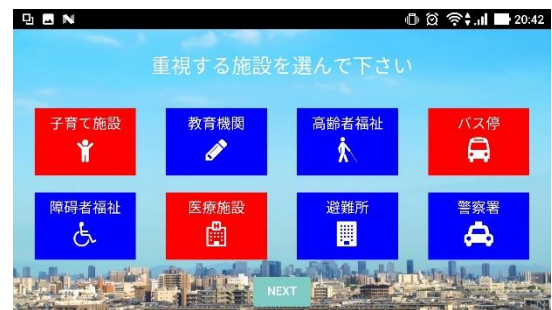 20:42
重視する施設を選んで下さい
子育て施設
教育機関
高齢者福祉
バス停
障碍者福祉
医療施設
避難所
警察署
NEXT